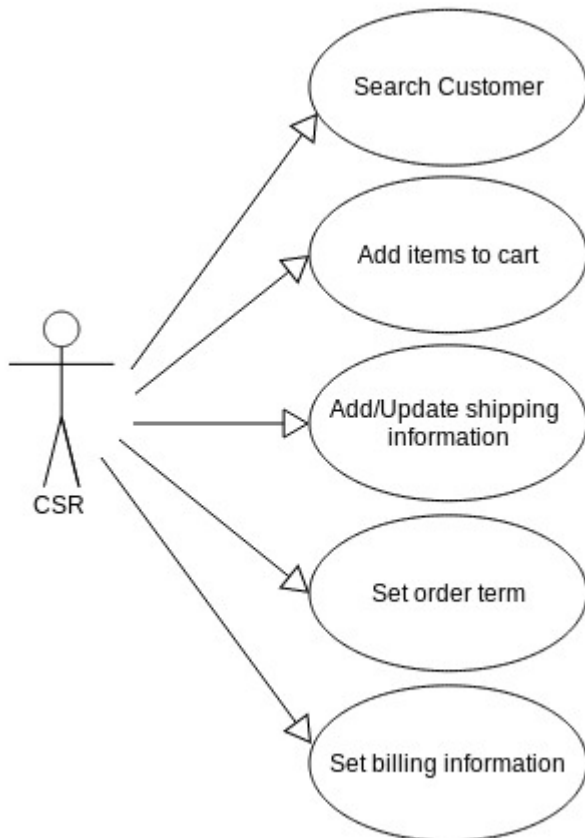 Search Customer
Add items to cart
Add/Update shipping
information
CSR
Set order term
Set billing information